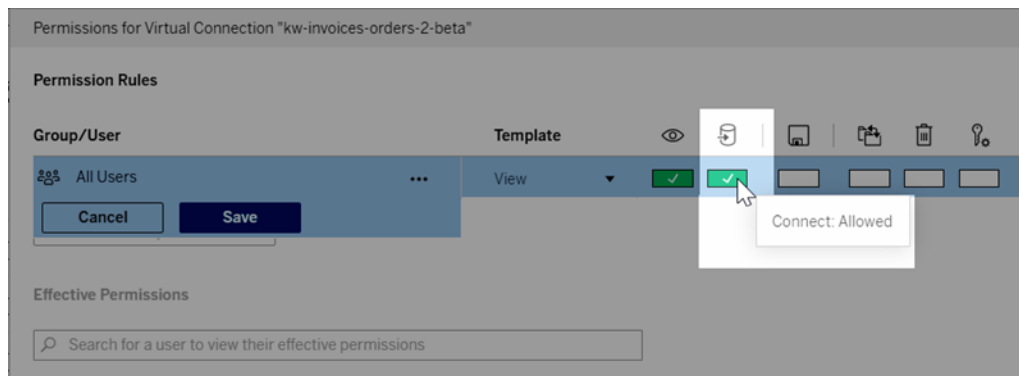 Permissions for Virtual Connection "kw-invoices-orders-2-beta"
Permission Rules
Group/User Template
All Users ••• View
Cancel Save
Connect: Allowed
Effective Permissions
Search for a user to view their effective permissions